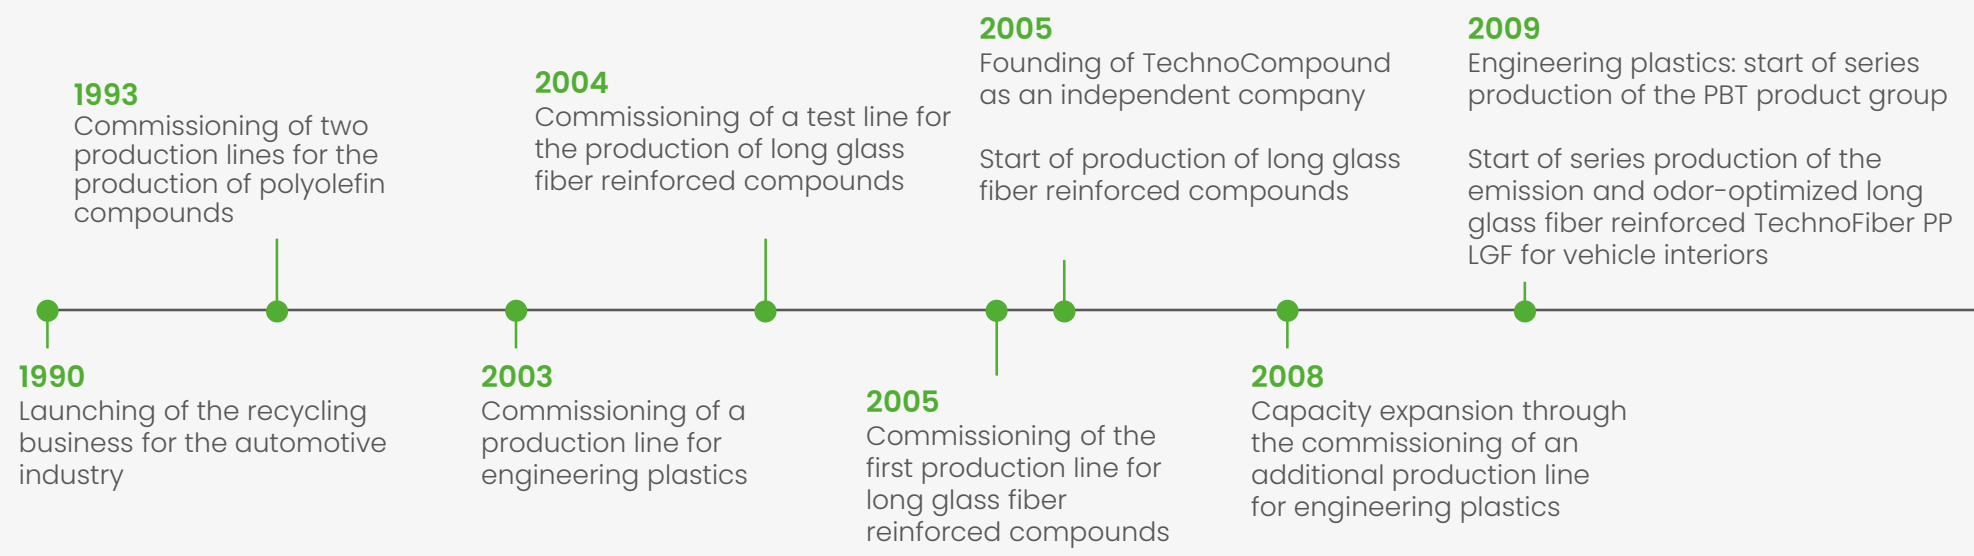 1990
Launching of the recycling
business for the automotive
industry
1993
Commissioning of two
production lines for the
production of polyolefin
compounds
2003
Commissioning of a
production line for
engineering plastics
2004
Commissioning of a test line for
the production of long glass
fiber reinforced compounds
2005
Commissioning of the
first production line for
long glass fiber
reinforced compounds
2005
Founding of TechnoCompound
as an independent company
Start of production of long glass
fiber reinforced compounds
2008
Capacity expansion through
the commissioning of an
additional production line
for engineering plastics
2009
Engineering plastics: start of series
production of the PBT product group
Start of series production of the
emission and odor-optimized long
glass fiber reinforced TechnoFiber PP
LGF for vehicle interiors